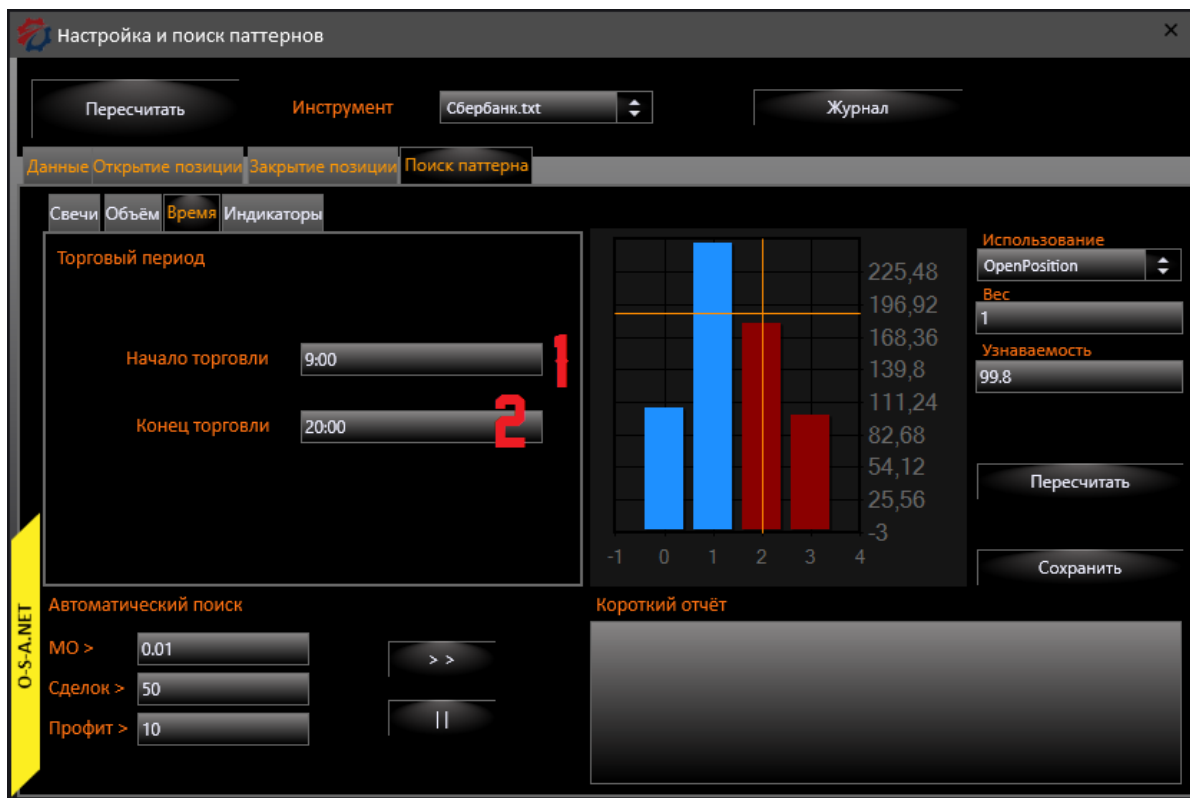 Настройка и поиск паттернов
×
Пересчитать
Инструмент
Сбербанк.txt
Журнал
Данные
Открытие позиции
Закрытие позиции
Поиск паттерна
Свечи
Объём
Время
Индикаторы
Торговый период
Начало торговли
9:00
1
Конец торговли
20:00
2
225,48
196,92
168,36
139,8
111,24
82,68
54,12
25,56
-3
-1 0 1 2 3 4
Использование
OpenPosition
Вес
1
Узнаваемость
99.8
Пересчитать
Сохранить
O-S-A.NET
Автоматический поиск
МО >
0.01
Сделок >
50
Профит >
10
> >
||
Короткий отчёт